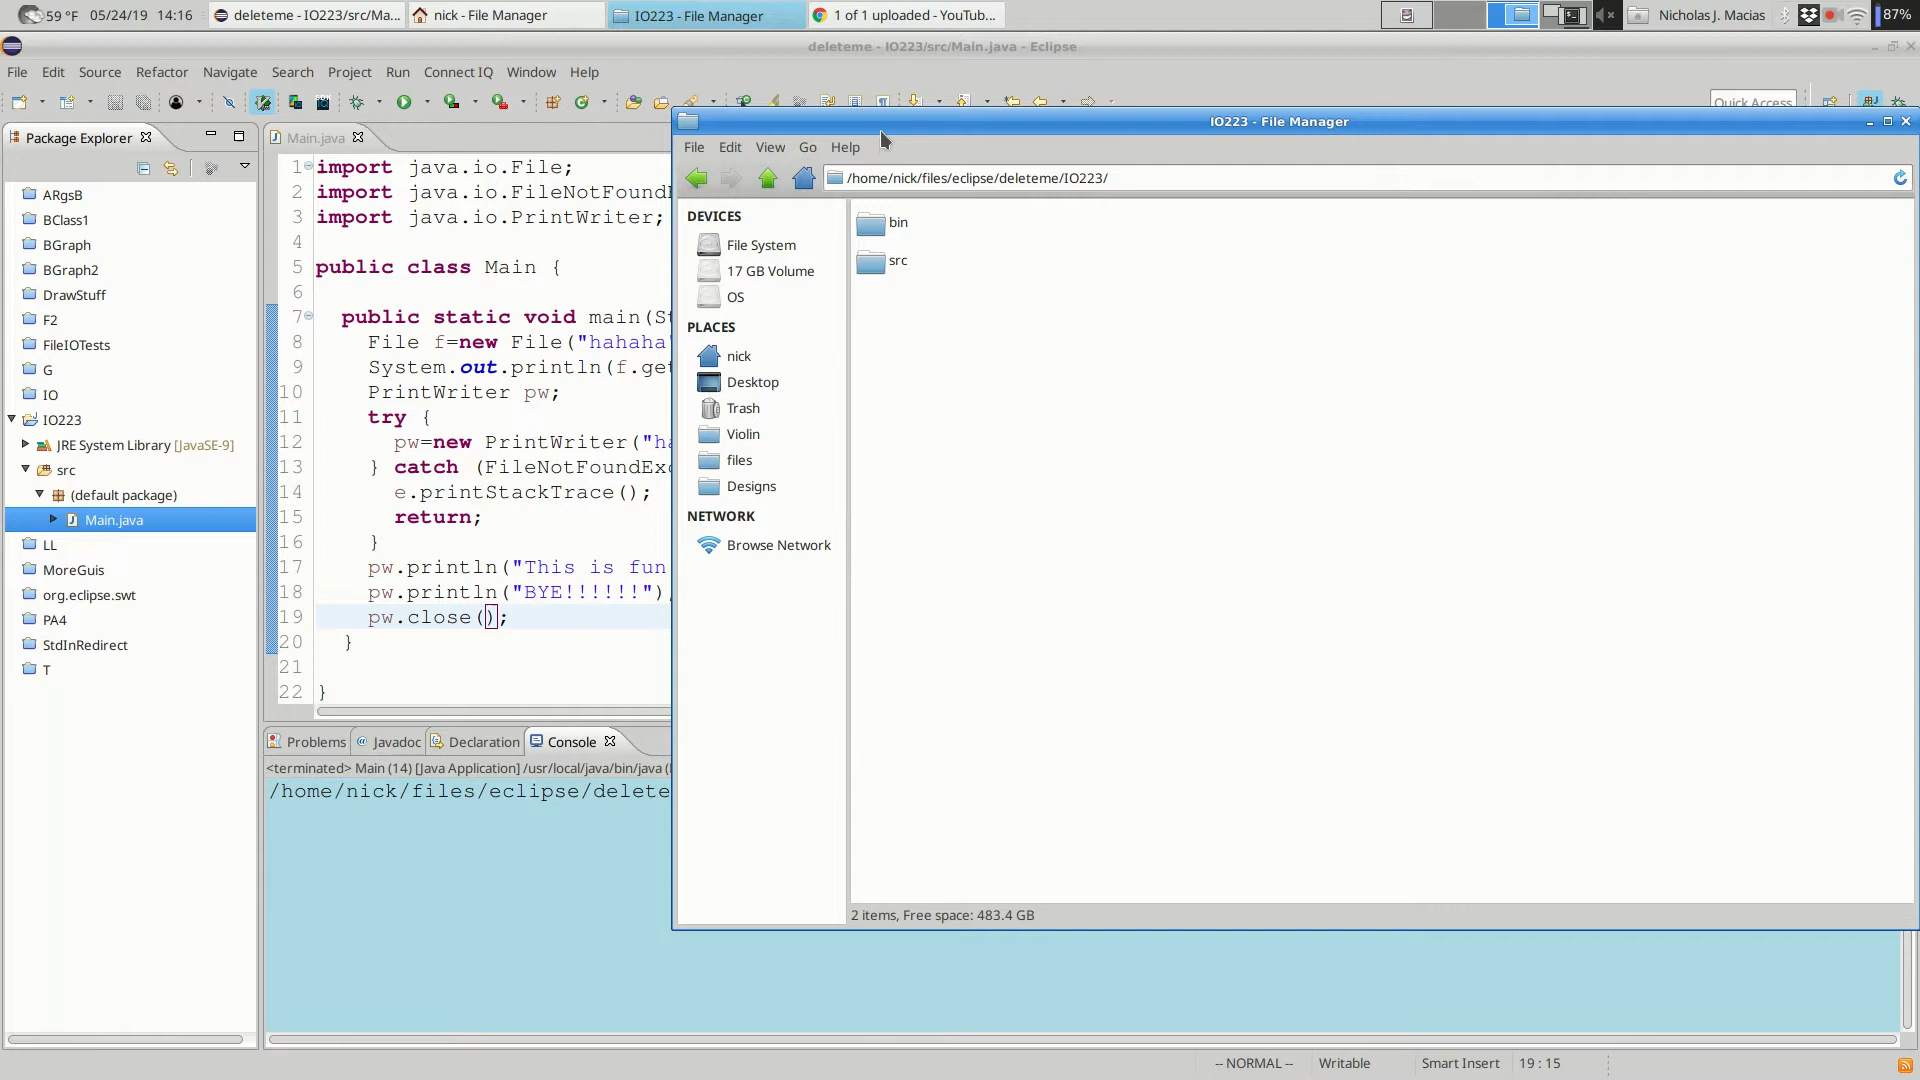 59 °F 05/24/19 14:16 deleteme - IO223/src/Ma... nick - File Manager IO223 - File Manager 1 of 1 uploaded - YouTub... Nicholas J. Macias 87%
deleteme - IO223/src/Main.java - Eclipse
File Edit Source Refactor Navigate Search Project Run Connect IQ Window Help
Quick Access
Package Explorer
ARgsB
BClass1
BGraph
BGraph2
DrawStuff
F2
FileIOTests
G
IO
IO223
JRE System Library [JavaSE-9]
src
(default package)
Main.java
LL
MoreGuis
org.eclipse.swt
PA4
StdInRedirect
T
Main.java
1 import java.io.File;
2 import java.io.FileNotFound
3 import java.io.PrintWriter;
4
5 public class Main {
6
7 public static void main(St
8 File f=new File("hahaha"
9 System.out.println(f.get
10 PrintWriter pw;
11 try {
12 pw=new PrintWriter("ha
13 } catch (FileNotFoundExc
14 e.printStackTrace();
15 return;
16 }
17 pw.println("This is fun
18 pw.println("BYE!!!!!!");
19 pw.close();
20 }
21
22 }
Problems Javadoc Declaration Console
<terminated> Main (14) [Java Application] /usr/local/java/bin/java (
/home/nick/files/eclipse/delete
IO223 - File Manager
File Edit View Go Help
/home/nick/files/eclipse/deleteme/IO223/
DEVICES
File System
17 GB Volume
OS
PLACES
nick
Desktop
Trash
Violin
files
Designs
NETWORK
Browse Network
bin
src
2 items, Free space: 483.4 GB
-- NORMAL -- Writable Smart Insert 19 : 15